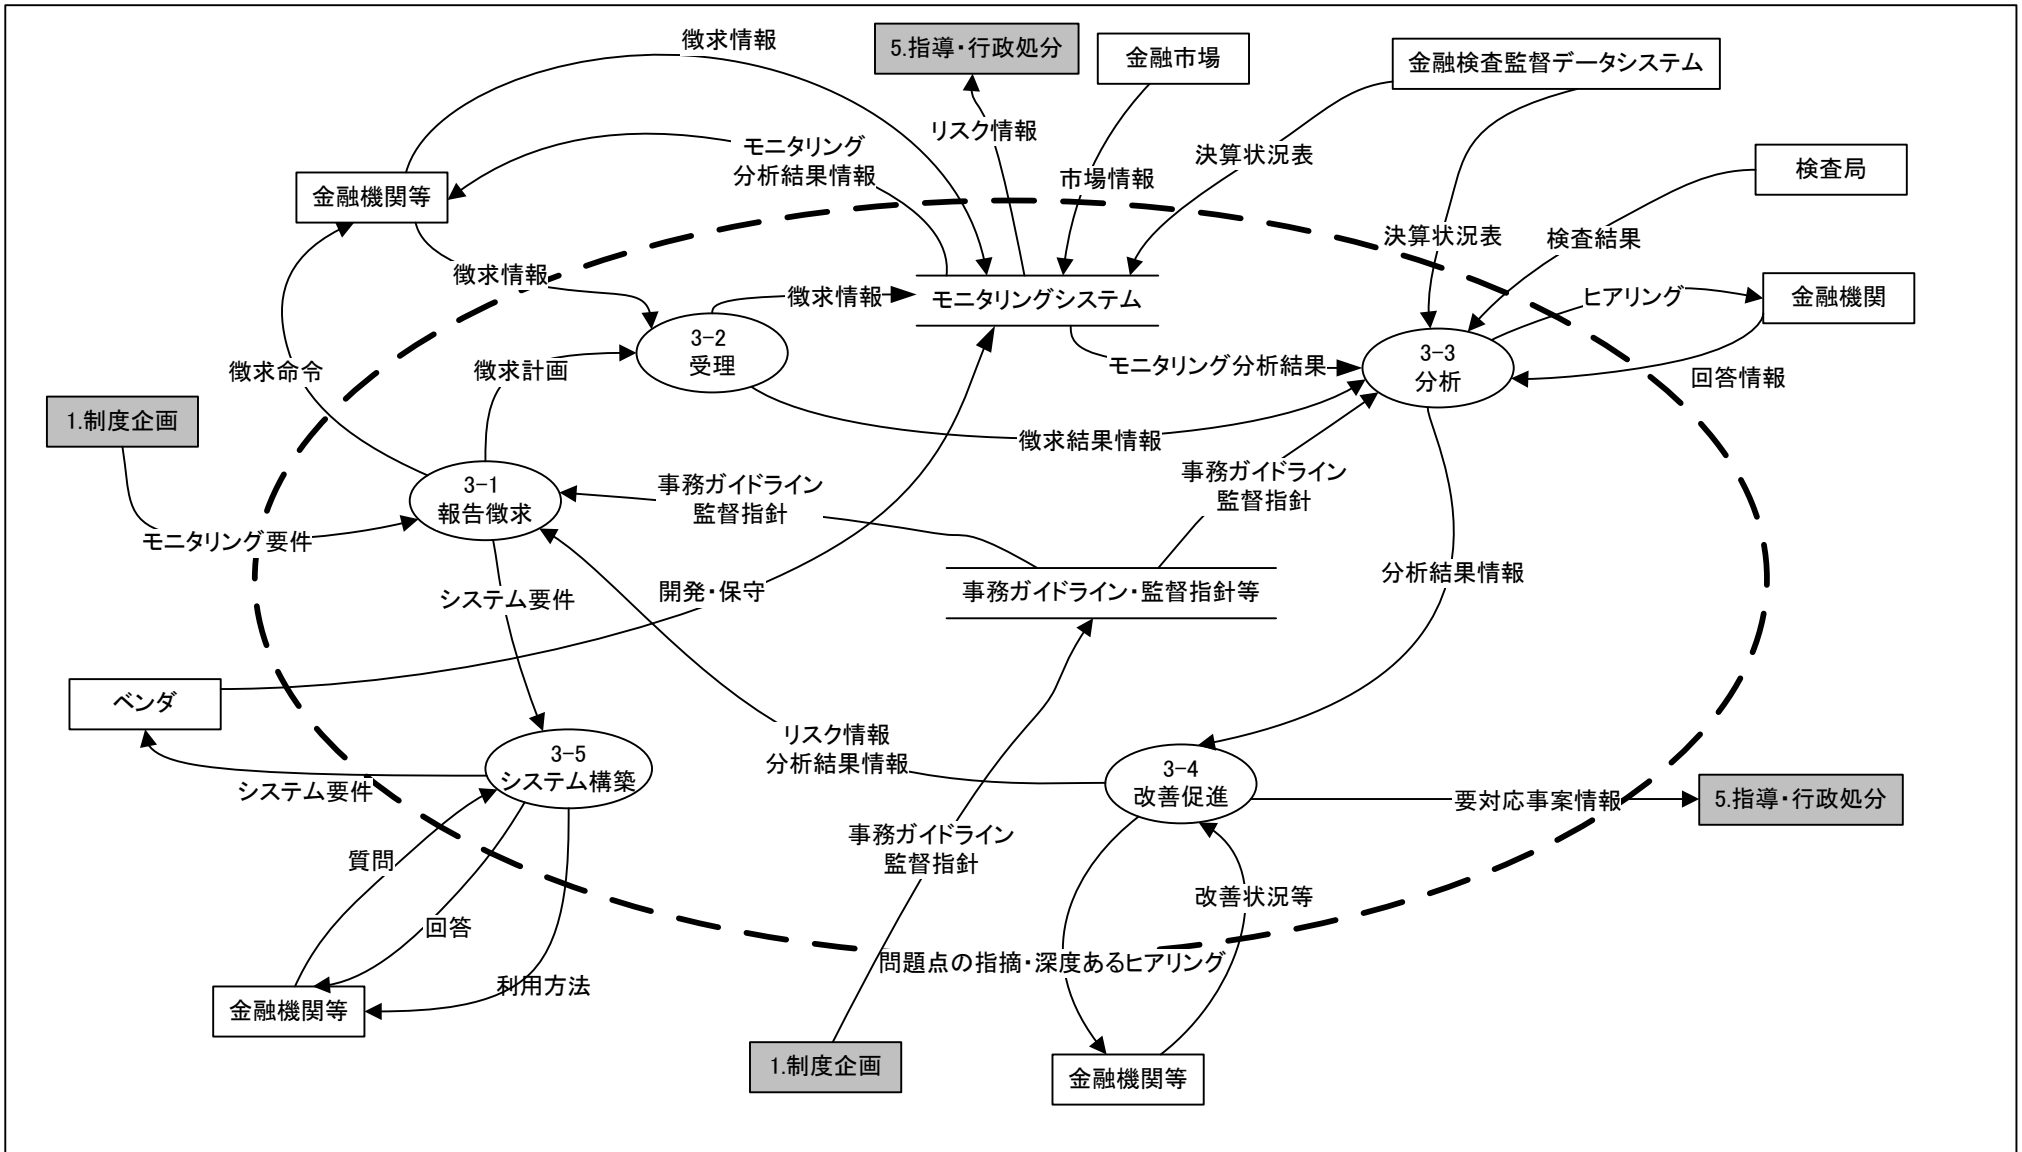 徴求情報
5.指導・行政処分
金融市場
金融検査監督データシステム
リスク情報
モニタリング
分析結果情報
決算状況表
市場情報
検査局
金融機関等
決算状況表
検査結果
徴求情報
徴求情報
モニタリングシステム
ヒアリング
金融機関
3-2
受理
3-3
分析
モニタリング分析結果
徴求命令
徴求計画
回答情報
1.制度企画
徴求結果情報
3-1
報告徴求
事務ガイドライン
監督指針
事務ガイドライン
監督指針
モニタリング要件
システム要件
開発・保守
事務ガイドライン・監督指針等
分析結果情報
ベンダ
リスク情報
分析結果情報
3-5
システム構築
3-4
改善促進
システム要件
要対応事案情報
5.指導・行政処分
事務ガイドライン
監督指針
質問
改善状況等
回答
問題点の指摘・深度あるヒアリング
利用方法
金融機関等
1.制度企画
金融機関等